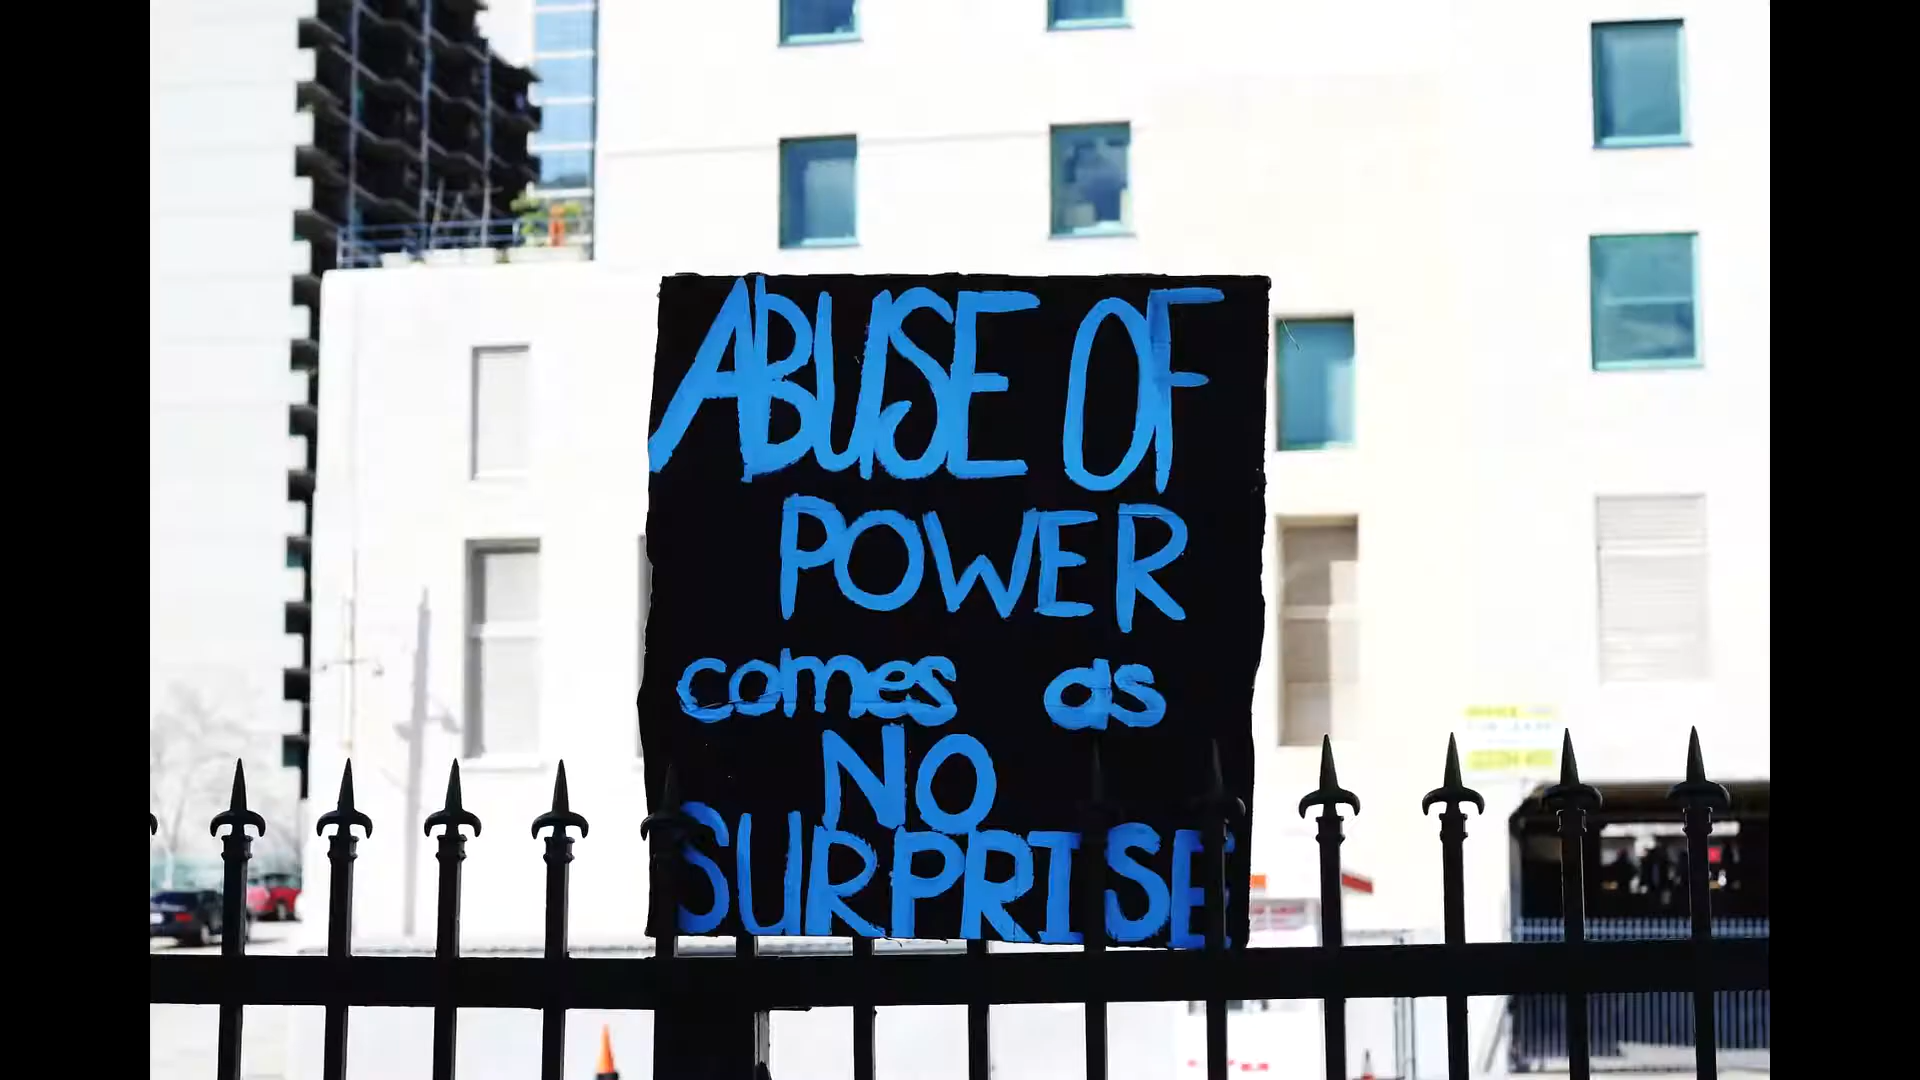 ABUSE OF
POWER
comes as
NO
SURPRISE